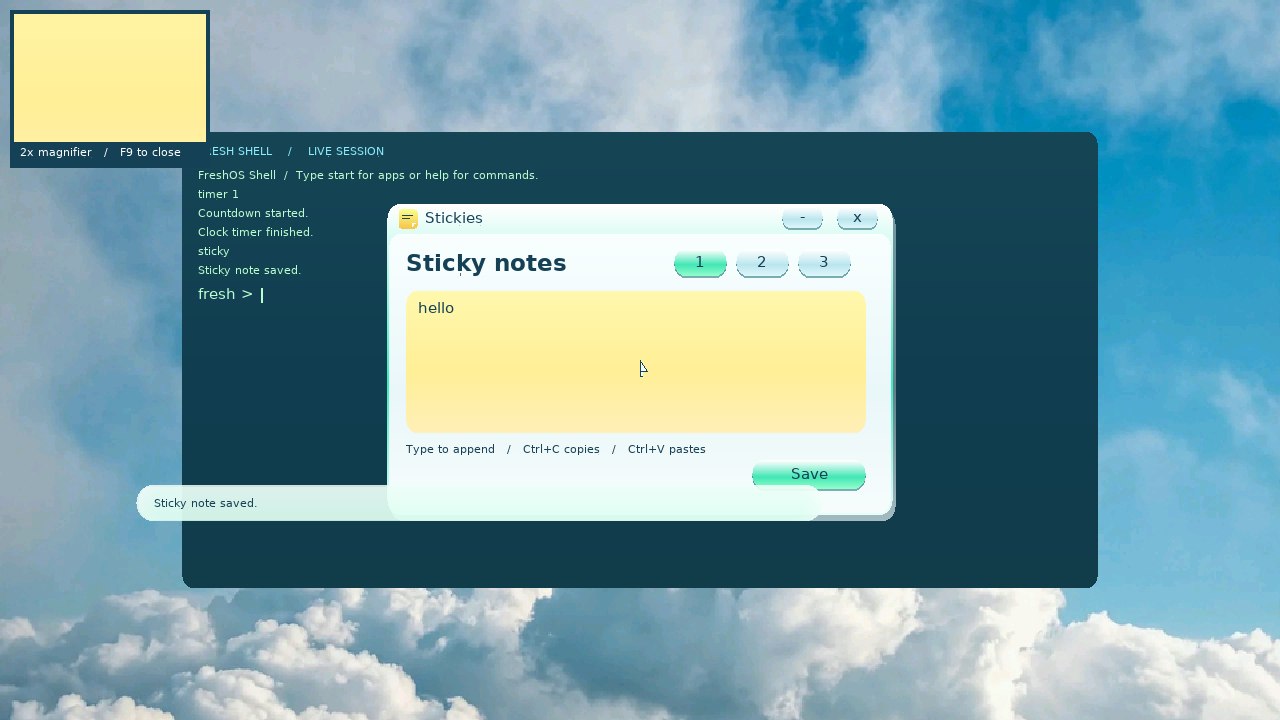 2x magnifier / F9 to close
RESH SHELL / LIVE SESSION
FreshOS Shell / Type start for apps or help for commands.
timer 1
Countdown started.
Clock timer finished.
sticky
Sticky note saved.
fresh > |
Stickies - x
Sticky notes 1 2 3
hello
Type to append / Ctrl+C copies / Ctrl+V pastes
Save
Sticky note saved.